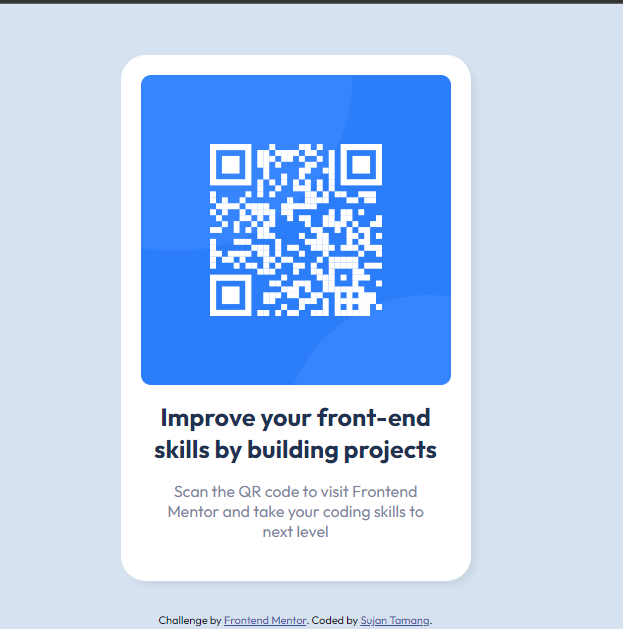 Improve your front-end
skills by building projects
Scan the QR code to visit Frontend
Mentor and take your coding skills to
next level
Challenge by Frontend Mentor. Coded by Sujan Tamang.